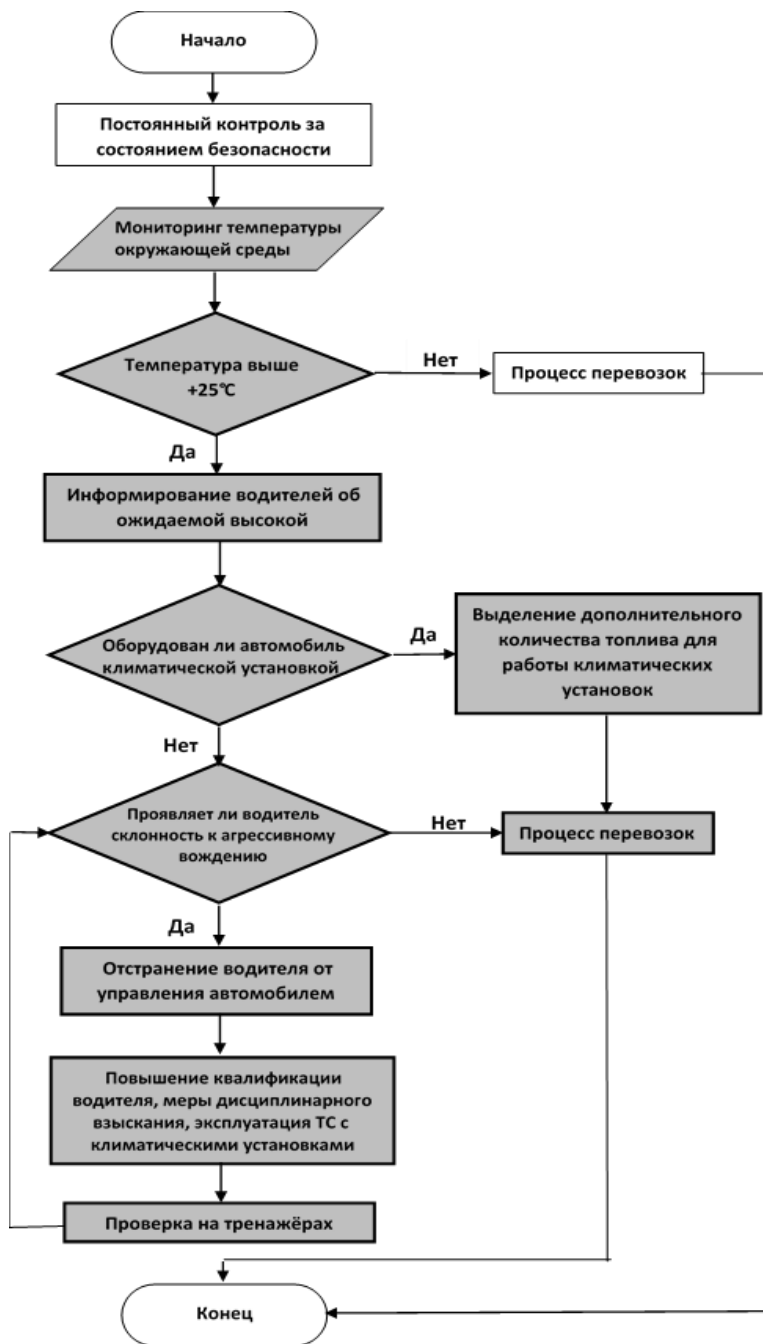 Начало
Постоянный контроль за
состоянием безопасности
Мониторинг температуры
окружающей среды
Температура выше
+25℃
Нет
Процесс перевозок
Да
Информирование водителей об
ожидаемой высокой
Оборудован ли автомобиль
климатической установкой
Да
Выделение дополнительного
количества топлива для
работы климатических
установок
Нет
Проявляет ли водитель
склонность к агрессивному
вождению
Нет
Процесс перевозок
Да
Отстранение водителя от
управления автомобилем
Повышение квалификации
водителя, меры дисциплинарного
взыскания, эксплуатация ТС с
климатическими установками
Проверка на тренажёрах
Конец